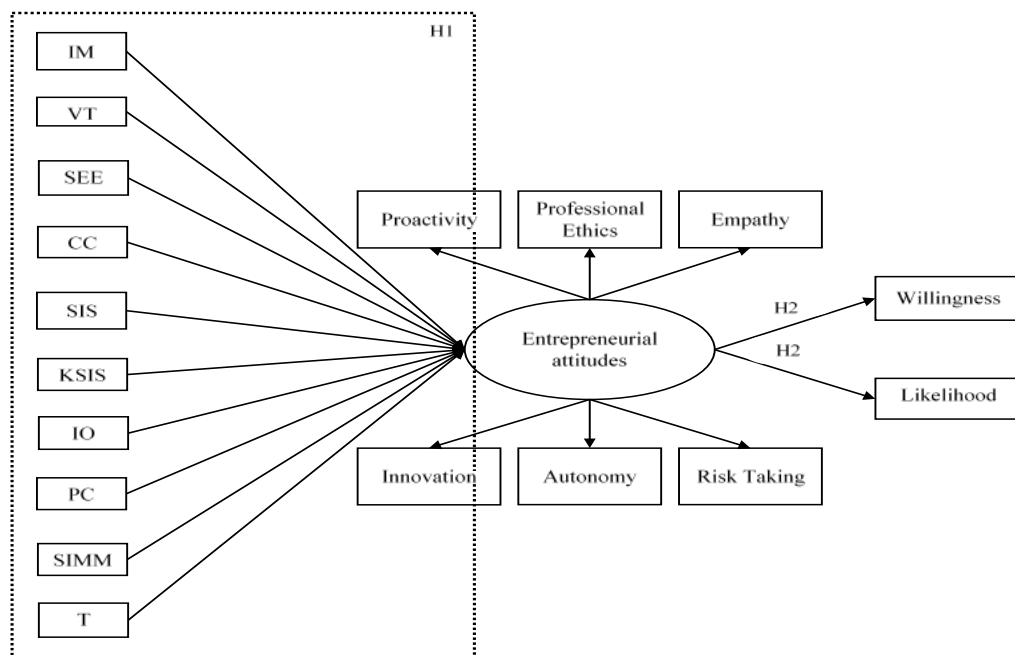 H1
IM
VT
SEE
CC
SIS
KSIS
IO
PC
SIMM
T
Proactivity
Professional
Ethics
Empathy
Entrepreneurial
attitudes
Innovation
Autonomy
Risk Taking
H2
H2
Willingness
Likelihood